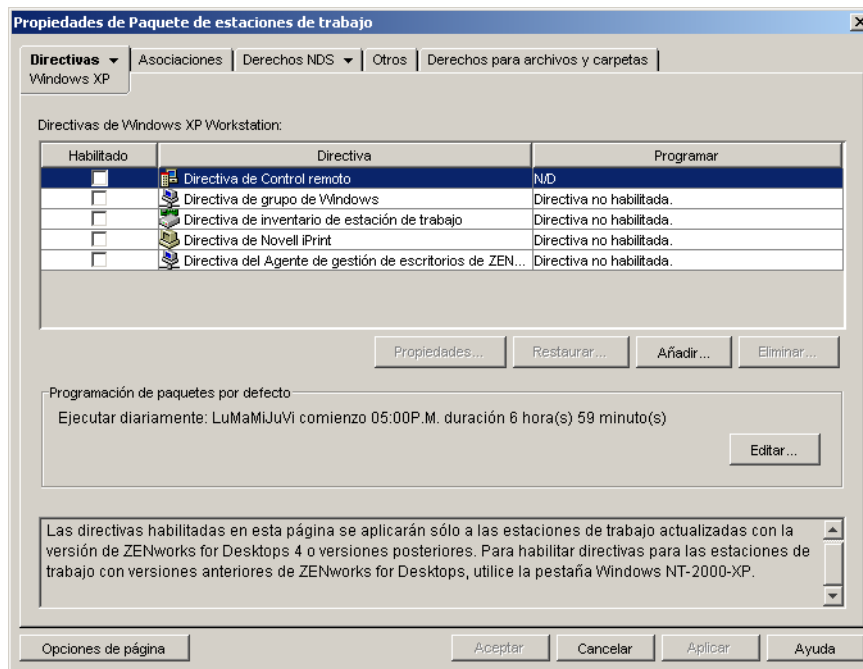 Propiedades de Paquete de estaciones de trabajo
Directivas Asociaciones Derechos NDS Otros Derechos para archivos y carpetas
Windows XP
Directivas de Windows XP Workstation:
Habilitado Directiva Programar
Directiva de Control remoto N/D
Directiva de grupo de Windows Directiva no habilitada.
Directiva de inventario de estación de trabajo Directiva no habilitada.
Directiva de Novell iPrint Directiva no habilitada.
Directiva del Agente de gestión de escritorios de ZEN... Directiva no habilitada.
Propiedades... Restaurar... Añadir... Eliminar...
Programación de paquetes por defecto
Ejecutar diariamente: LuMaMiJuVi comienzo 05:00P.M. duración 6 hora(s) 59 minuto(s)
Editar...
Las directivas habilitadas en esta página se aplicarán sólo a las estaciones de trabajo actualizadas con la
versión de ZENworks for Desktops 4 o versiones posteriores. Para habilitar directivas para las estaciones de
trabajo con versiones anteriores de ZENworks for Desktops, utilice la pestaña Windows NT-2000-XP.
Opciones de página Aceptar Cancelar Aplicar Ayuda